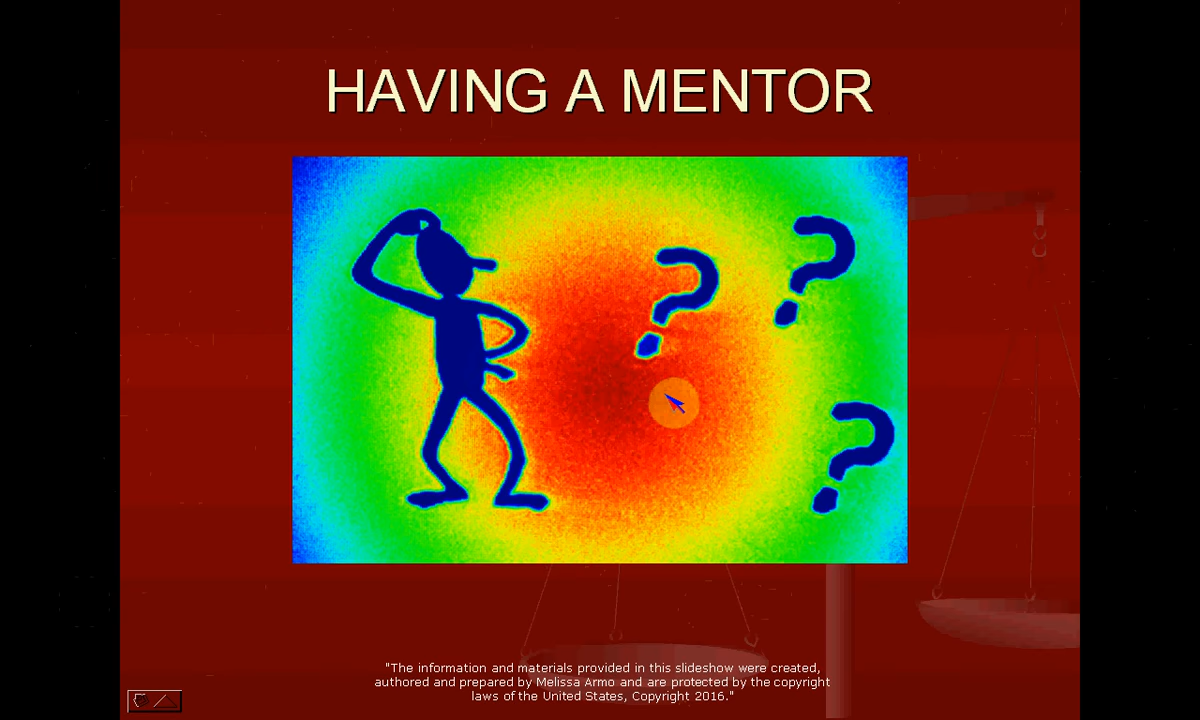 HAVING A MENTOR
"The information and materials provided in this slideshow were created,
authored and prepared by Melissa Armo and are protected by the copyright
laws of the United States, Copyright 2016."